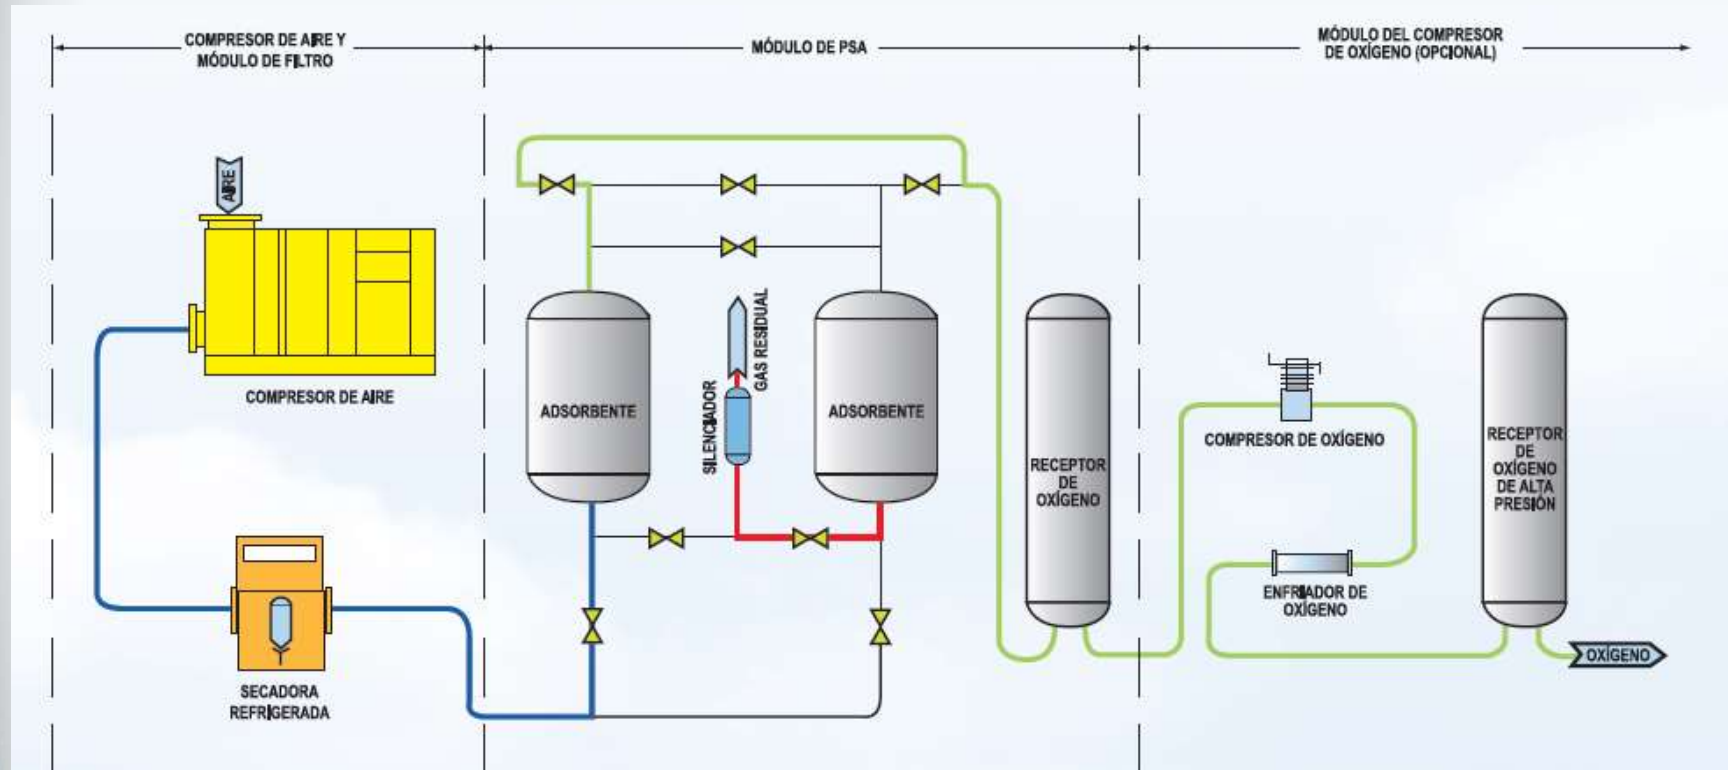 COMPRESOR DE AIRE Y
MÓDULO DE FILTRO
MÓDULO DE PSA
MÓDULO DEL COMPRESOR
DE OXÍGENO (OPCIONAL)
AIRE
COMPRESOR DE AIRE
SECADORA
REFRIGERADA
ADSORBENTE
SILENCIADOR
GAS RESIDUAL
ADSORBENTE
RECEPTOR
DE
OXÍGENO
COMPRESOR DE OXÍGENO
ENFRIADOR DE
OXÍGENO
RECEPTOR
DE
OXÍGENO
DE ALTA
PRESIÓN
OXÍGENO